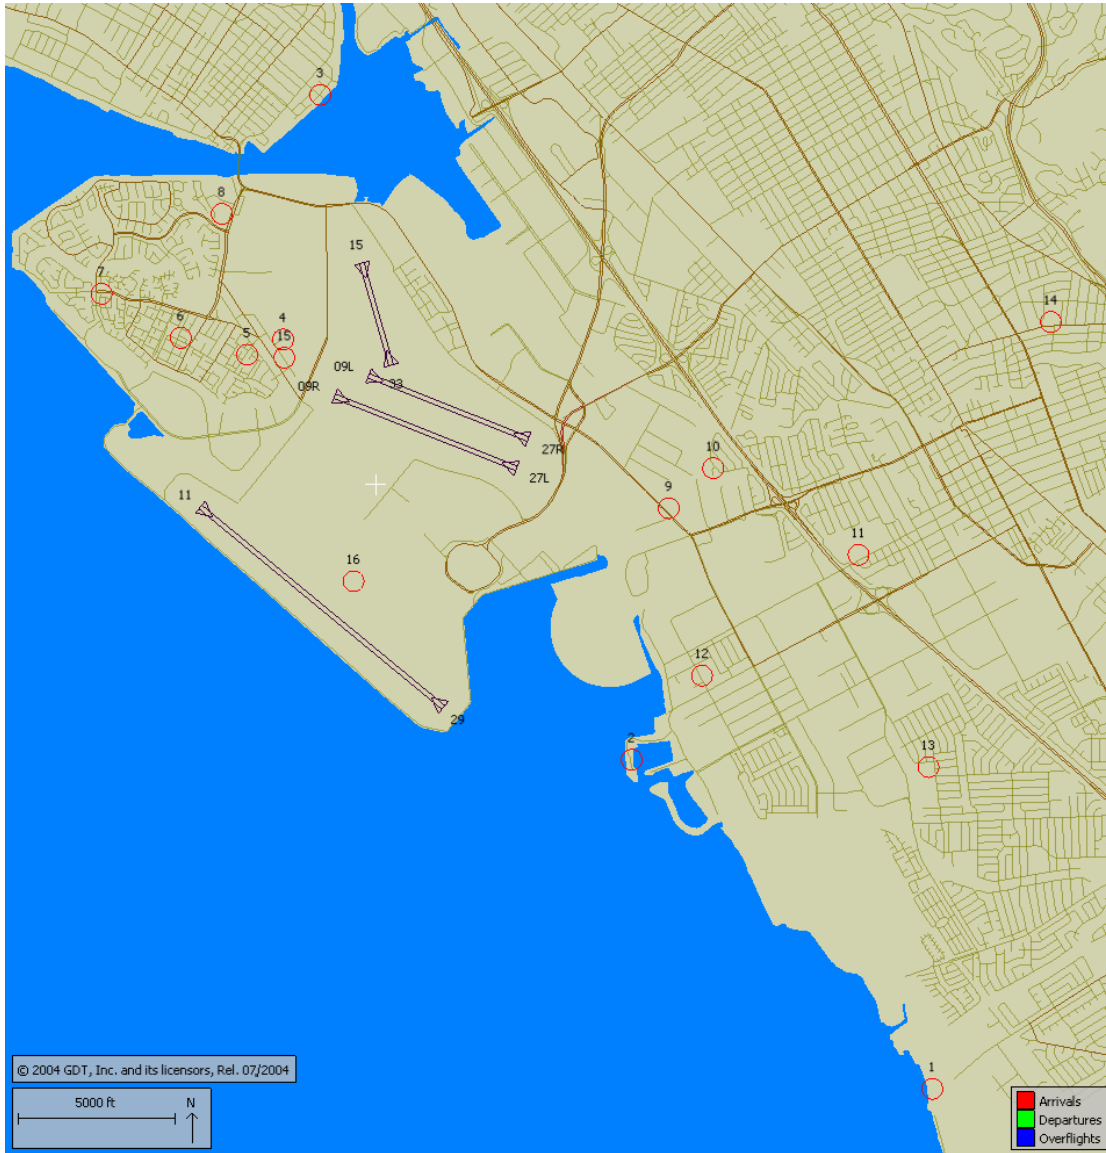 3
8
15
7
14
6
4
5
15
09L
09R
33
27R
10
27L
9
11
11
16
12
29
2
13
1
© 2004 GDT, Inc. and its licensors, Rel. 07/2004
5000 ft
N
Arrivals
Departures
Overflights